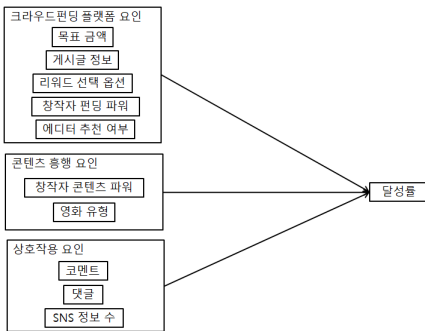 크라우드펀딩 플랫폼 요인
목표 금액
게시글 정보
리워드 선택 옵션
창작자 펀딩 파워
에디터 추천 여부
콘텐츠 흥행 요인
창작자 콘텐츠 파워
영화 유형
상호작용 요인
코멘트
댓글
SNS 정보 수
달성률